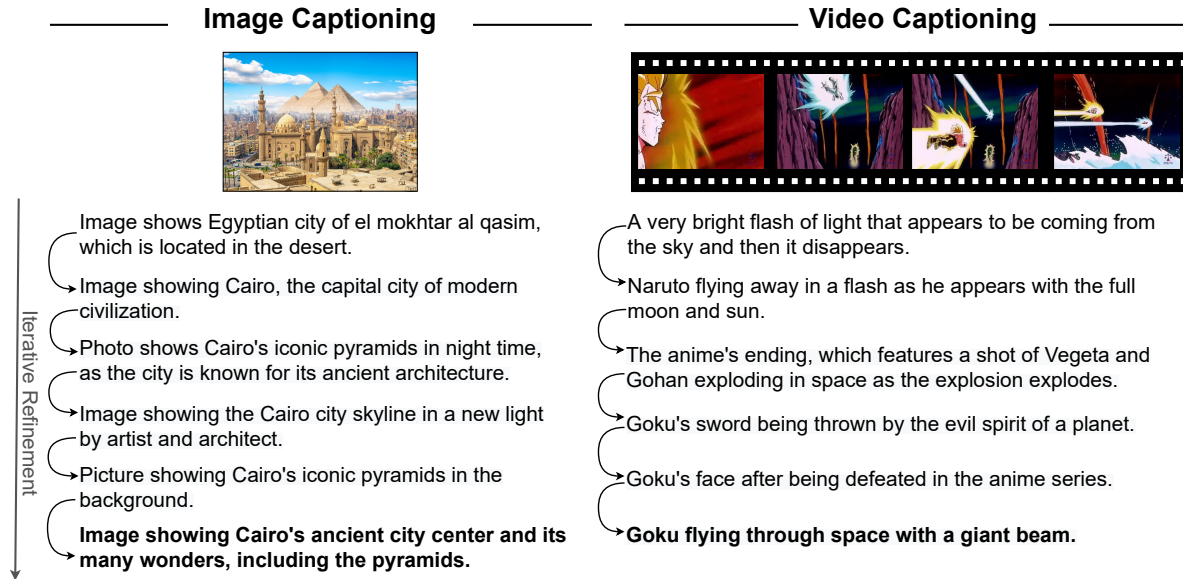 Image Captioning
Video Captioning
Iterative Refinement
Image shows Egyptian city of el mokhtar al qasim,
which is located in the desert.
Image showing Cairo, the capital city of modern
civilization.
Photo shows Cairo's iconic pyramids in night time,
as the city is known for its ancient architecture.
Image showing the Cairo city skyline in a new light
by artist and architect.
Picture showing Cairo's iconic pyramids in the
background.
Image showing Cairo's ancient city center and its
many wonders, including the pyramids.
A very bright flash of light that appears to be coming from
the sky and then it disappears.
Naruto flying away in a flash as he appears with the full
moon and sun.
The anime's ending, which features a shot of Vegeta and
Gohan exploding in space as the explosion explodes.
Goku's sword being thrown by the evil spirit of a planet.
Goku's face after being defeated in the anime series.
Goku flying through space with a giant beam.